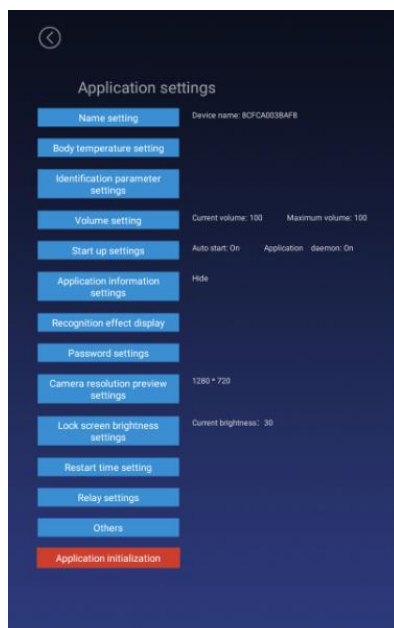 Application settings
Name setting Device name: 8CFCA003BAFB
Body temperature setting
Identification parameter
settings
Volume setting Current volume: 100 Maximum volume: 100
Start up settings Auto start: On Application daemon: On
Application information
settings
Hide
Recognition effect display
Password settings
Camera resolution preview
settings
1280 * 720
Lock screen brightness
settings
Current brightness: 30
Restart time setting
Relay settings
Others
Application initialization